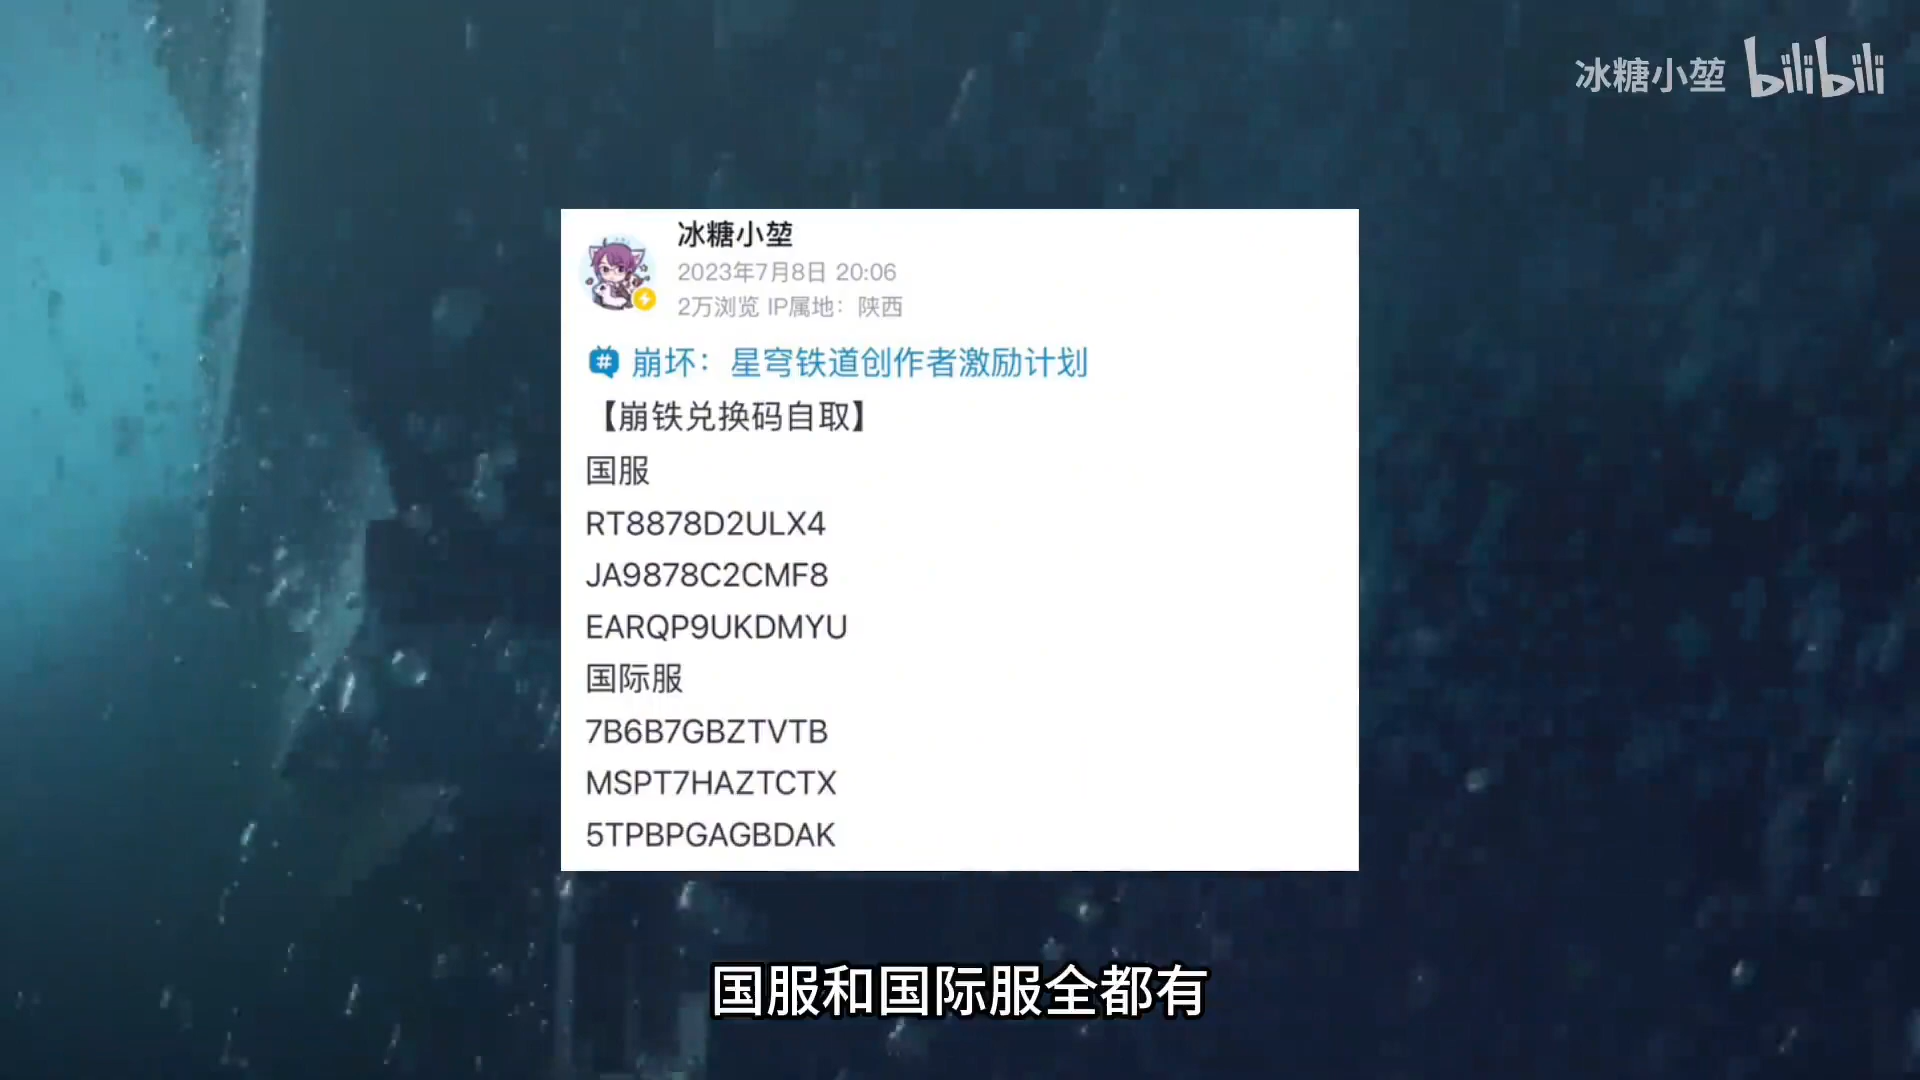 冰糖小堃 bilibili
冰糖小堃
2023年7月8日 20:06
2万浏览 IP属地：陕西
# 崩坏：星穹铁道创作者激励计划
【崩铁兑换码自取】
国服
RT8878D2ULX4
JA9878C2CMF8
EARQP9UKDMYU
国际服
7B6B7GBZTVTB
MSPT7HAZTCTX
5TPBPGAGBDAK
国服和国际服全都有